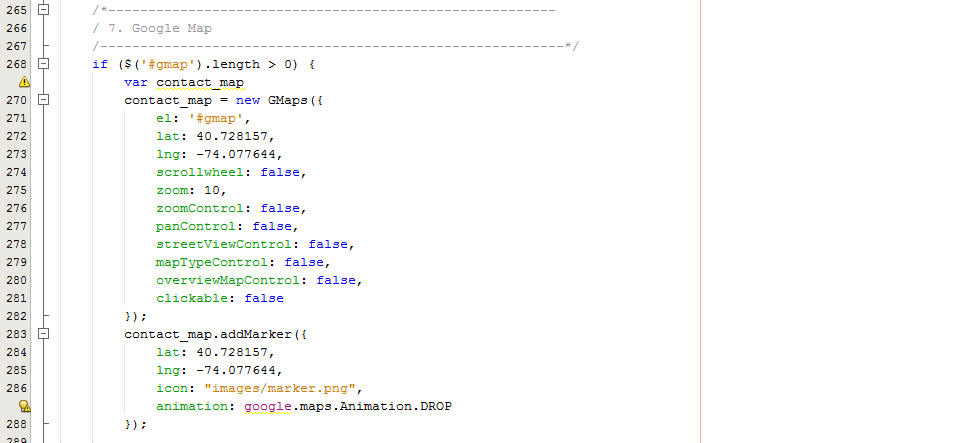 265 /*--------------------------------------------------------
266 / 7. Google Map
267 /----------------------------------------------------------*/
268 if ($('#gmap').length > 0) {
var contact_map
270 contact_map = new GMaps({
271 el: '#gmap',
272 lat: 40.728157,
273 lng: -74.077644,
274 scrollwheel: false,
275 zoom: 10,
276 zoomControl: false,
277 panControl: false,
278 streetViewControl: false,
279 mapTypeControl: false,
280 overviewMapControl: false,
281 clickable: false
282 });
283 contact_map.addMarker({
284 lat: 40.728157,
285 lng: -74.077644,
286 icon: "images/marker.png",
animation: google.maps.Animation.DROP
288 });
289